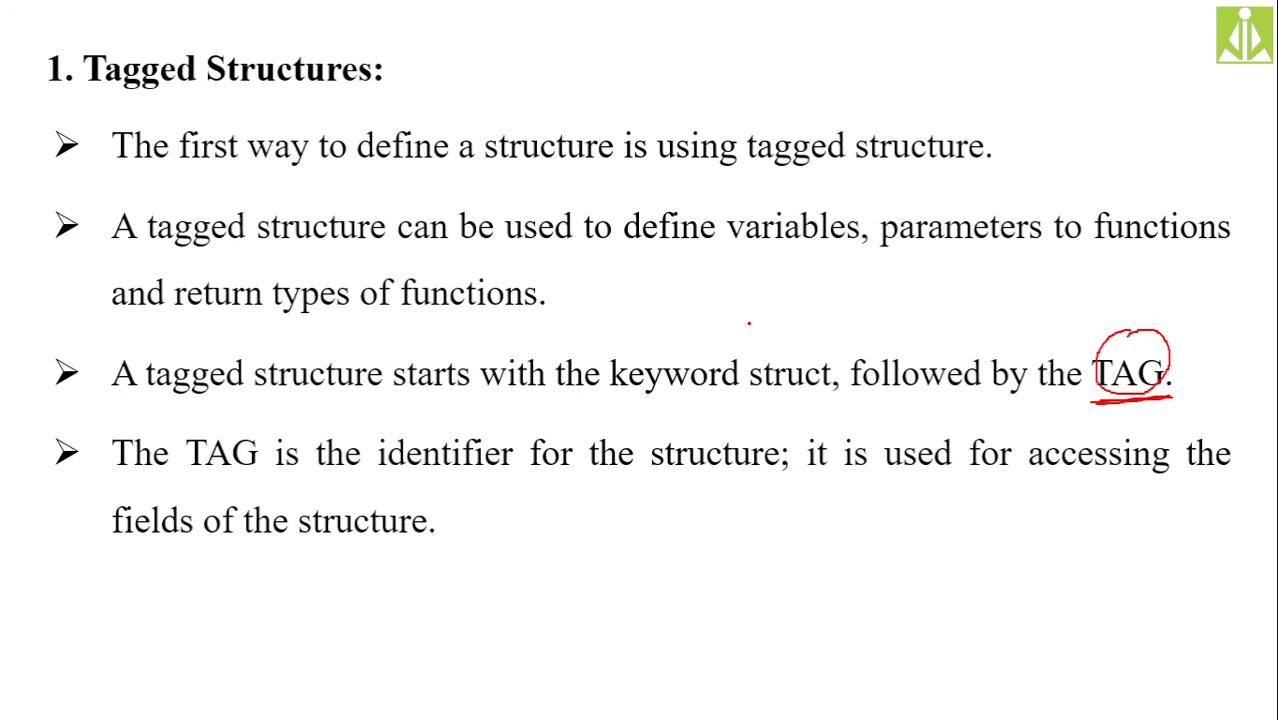 1. Tagged Structures:
➢ The first way to define a structure is using tagged structure.
➢ A tagged structure can be used to define variables, parameters to functions
and return types of functions.
➢ A tagged structure starts with the keyword struct, followed by the TAG.
➢ The TAG is the identifier for the structure; it is used for accessing the
fields of the structure.